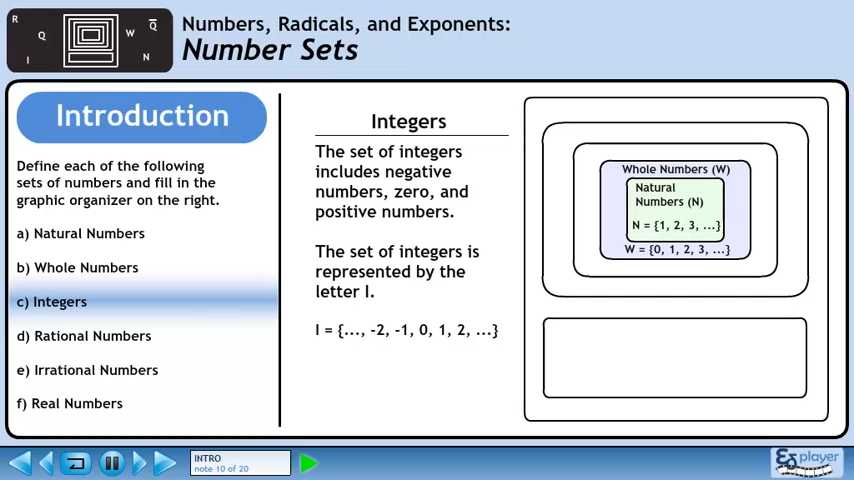 R
Q
I
W
Q̅
N
Numbers, Radicals, and Exponents:
Number Sets
Introduction
Define each of the following
sets of numbers and fill in the
graphic organizer on the right.
a) Natural Numbers
b) Whole Numbers
c) Integers
d) Rational Numbers
e) Irrational Numbers
f) Real Numbers
Integers
The set of integers
includes negative
numbers, zero, and
positive numbers.
The set of integers is
represented by the
letter I.
I = {..., -2, -1, 0, 1, 2, ...}
Whole Numbers (W)
Natural
Numbers (N)
N = {1, 2, 3, ...}
W = {0, 1, 2, 3, ...}
INTRO
note 10 of 20
player